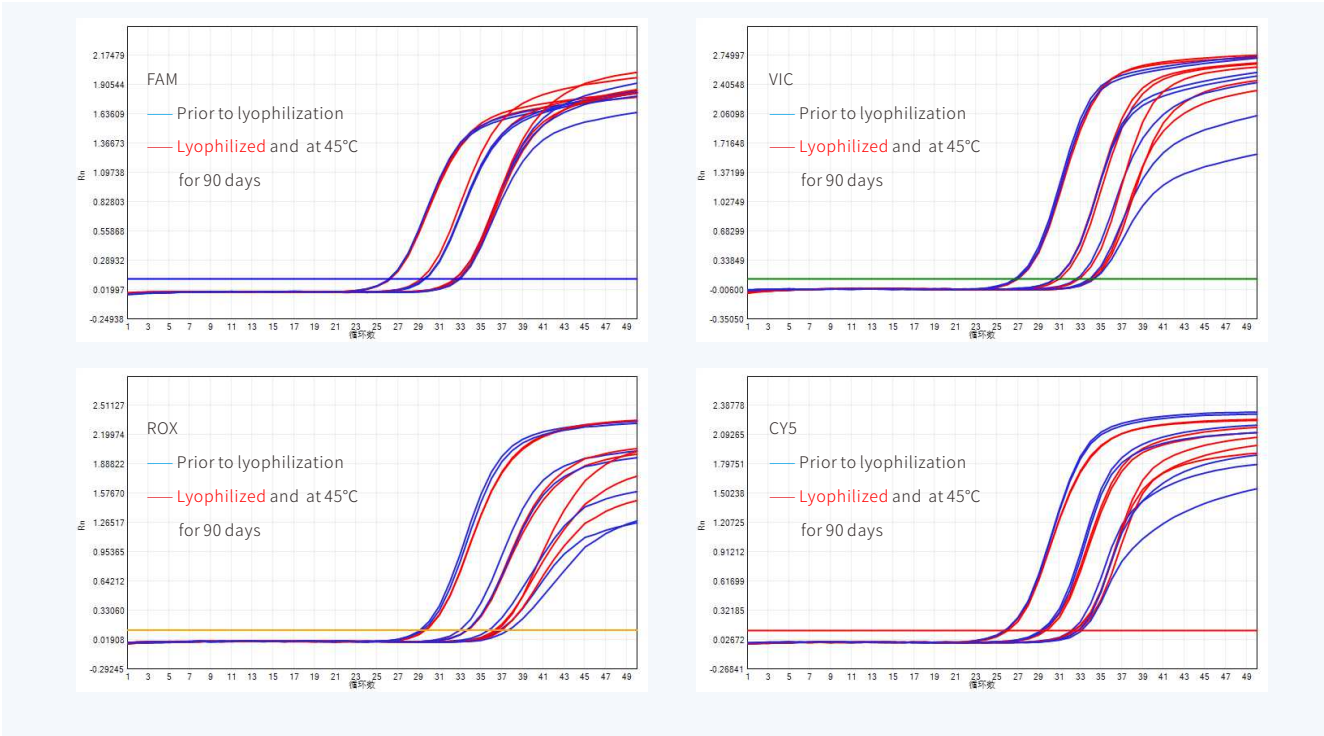 FAM
Prior to lyophilization
Lyophilized and at 45°C
for 90 days
2.17479
1.90544
1.63609
1.36673
1.09738
0.82803
0.55868
0.28932
0.01997
-0.24938
Rn
1 3 5 7 9 11 13 15 17 19 21 23 25 27 29 31 33 35 37 39 41 43 45 47 49
循环数
VIC
Prior to lyophilization
Lyophilized and at 45°C
for 90 days
2.74997
2.40548
2.06098
1.71648
1.37199
1.02749
0.68299
0.33849
-0.00600
-0.35050
Rn
1 3 5 7 9 11 13 15 17 19 21 23 25 27 29 31 33 35 37 39 41 43 45 47 49
循环数
ROX
Prior to lyophilization
Lyophilized and at 45°C
for 90 days
2.51127
2.19974
1.88822
1.57670
1.26517
0.95365
0.64212
0.33060
0.01908
-0.29245
Rn
1 3 5 7 9 11 13 15 17 19 21 23 25 27 29 31 33 35 37 39 41 43 45 47 49
循环数
CY5
Prior to lyophilization
Lyophilized and at 45°C
for 90 days
2.38778
2.09265
1.79751
1.50238
1.20725
0.91212
0.61699
0.32185
0.02672
-0.26841
Rn
1 3 5 7 9 11 13 15 17 19 21 23 25 27 29 31 33 35 37 39 41 43 45 47 49
循环数